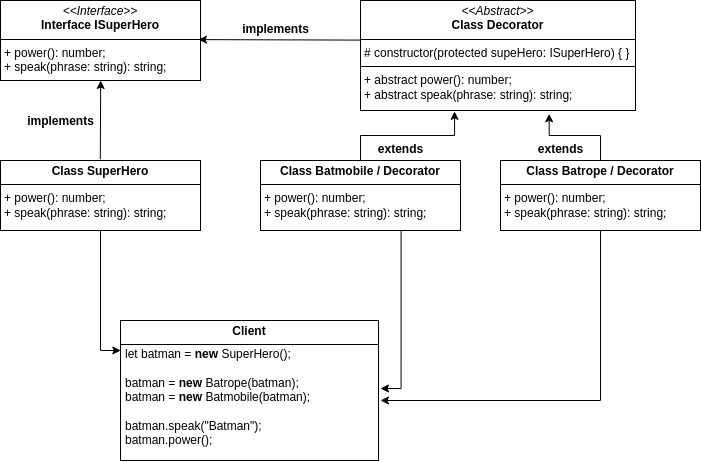 <<Interface>>
Interface ISuperHero
+ power(): number;
+ speak(phrase: string): string;
implements
<<Abstract>>
Class Decorator
# constructor(protected supeHero: ISuperHero) { }
+ abstract power(): number;
+ abstract speak(phrase: string): string;
implements
extends
extends
Class SuperHero
+ power(): number;
+ speak(phrase: string): string;
Class Batmobile / Decorator
+ power(): number;
+ speak(phrase: string): string;
Class Batrope / Decorator
+ power(): number;
+ speak(phrase: string): string;
Client
let batman = new SuperHero();
batman = new Batrope(batman);
batman = new Batmobile(batman);
batman.speak("Batman");
batman.power();